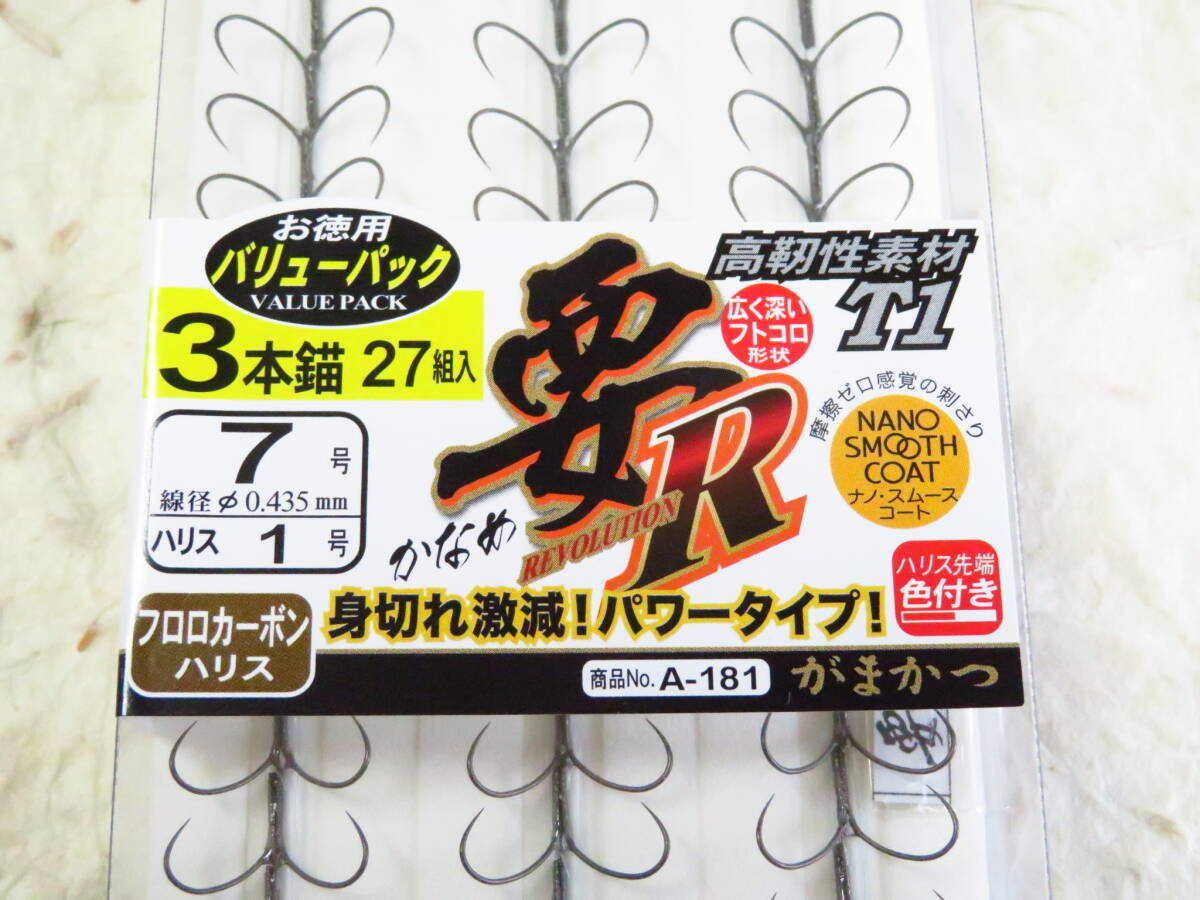 お徳用
バリューパック
VALUE PACK
3本錨 27組入
7号
線径φ0.435mm
ハリス 1号
フロロカーボン
ハリス
要R
REVOLUTION
かなめ
高靭性素材
T1
広く深い
フトコロ
形状
摩擦ゼロ感覚の刺さり
NANO
SMOOTH
COAT
ナノ・スムース
コート
ハリス先端
色付き
身切れ激減!パワータイプ!
商品No. A-181
がまかつ